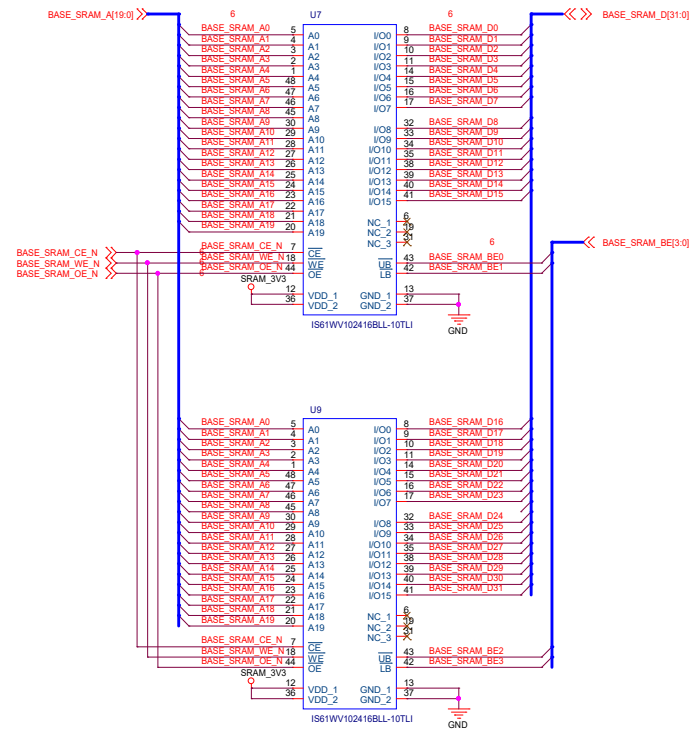 BASE_SRAM_A[19:0] 6 U7 6 BASE_SRAM_D[31:0]
BASE_SRAM_A0 5 A0 I/O0 8 BASE_SRAM_D0
BASE_SRAM_A1 4 A1 I/O1 9 BASE_SRAM_D1
BASE_SRAM_A2 3 A2 I/O2 10 BASE_SRAM_D2
BASE_SRAM_A3 2 A3 I/O3 11 BASE_SRAM_D3
BASE_SRAM_A4 1 A4 I/O4 14 BASE_SRAM_D4
BASE_SRAM_A5 48 A5 I/O5 15 BASE_SRAM_D5
BASE_SRAM_A6 47 A6 I/O6 16 BASE_SRAM_D6
BASE_SRAM_A7 46 A7 I/O7 17 BASE_SRAM_D7
BASE_SRAM_A8 45 A8
BASE_SRAM_A9 30 A9 I/O8 32 BASE_SRAM_D8
BASE_SRAM_A10 29 A10 I/O9 33 BASE_SRAM_D9
BASE_SRAM_A11 28 A11 I/O10 34 BASE_SRAM_D10
BASE_SRAM_A12 27 A12 I/O11 35 BASE_SRAM_D11
BASE_SRAM_A13 26 A13 I/O12 38 BASE_SRAM_D12
BASE_SRAM_A14 25 A14 I/O13 39 BASE_SRAM_D13
BASE_SRAM_A15 24 A15 I/O14 40 BASE_SRAM_D14
BASE_SRAM_A16 23 A16 I/O15 41 BASE_SRAM_D15
BASE_SRAM_A17 22 A17
BASE_SRAM_A18 21 A18 NC_1 6
BASE_SRAM_A19 20 A19 NC_2 19
NC_3 31
6 BASE_SRAM_BE[3:0]
BASE_SRAM_CE_N 6 BASE_SRAM_CE_N 7 CE
BASE_SRAM_WE_N 6 BASE_SRAM_WE_N 18 WE UB 43 BASE_SRAM_BE0
BASE_SRAM_OE_N 6 BASE_SRAM_OE_N 44 OE LB 42 BASE_SRAM_BE1
SRAM_3V3
12 VDD_1 GND_1 13
36 VDD_2 GND_2 37
IS61WV102416BLL-10TLI
GND
U9
BASE_SRAM_A0 5 A0 I/O0 8 BASE_SRAM_D16
BASE_SRAM_A1 4 A1 I/O1 9 BASE_SRAM_D17
BASE_SRAM_A2 3 A2 I/O2 10 BASE_SRAM_D18
BASE_SRAM_A3 2 A3 I/O3 11 BASE_SRAM_D19
BASE_SRAM_A4 1 A4 I/O4 14 BASE_SRAM_D20
BASE_SRAM_A5 48 A5 I/O5 15 BASE_SRAM_D21
BASE_SRAM_A6 47 A6 I/O6 16 BASE_SRAM_D22
BASE_SRAM_A7 46 A7 I/O7 17 BASE_SRAM_D23
BASE_SRAM_A8 45 A8
BASE_SRAM_A9 30 A9 I/O8 32 BASE_SRAM_D24
BASE_SRAM_A10 29 A10 I/O9 33 BASE_SRAM_D25
BASE_SRAM_A11 28 A11 I/O10 34 BASE_SRAM_D26
BASE_SRAM_A12 27 A12 I/O11 35 BASE_SRAM_D27
BASE_SRAM_A13 26 A13 I/O12 38 BASE_SRAM_D28
BASE_SRAM_A14 25 A14 I/O13 39 BASE_SRAM_D29
BASE_SRAM_A15 24 A15 I/O14 40 BASE_SRAM_D30
BASE_SRAM_A16 23 A16 I/O15 41 BASE_SRAM_D31
BASE_SRAM_A17 22 A17
BASE_SRAM_A18 21 A18 NC_1 6
BASE_SRAM_A19 20 A19 NC_2 19
NC_3 31
BASE_SRAM_CE_N 7 CE
BASE_SRAM_WE_N 18 WE UB 43 BASE_SRAM_BE2
BASE_SRAM_OE_N 44 OE LB 42 BASE_SRAM_BE3
SRAM_3V3
12 VDD_1 GND_1 13
36 VDD_2 GND_2 37
IS61WV102416BLL-10TLI
GND